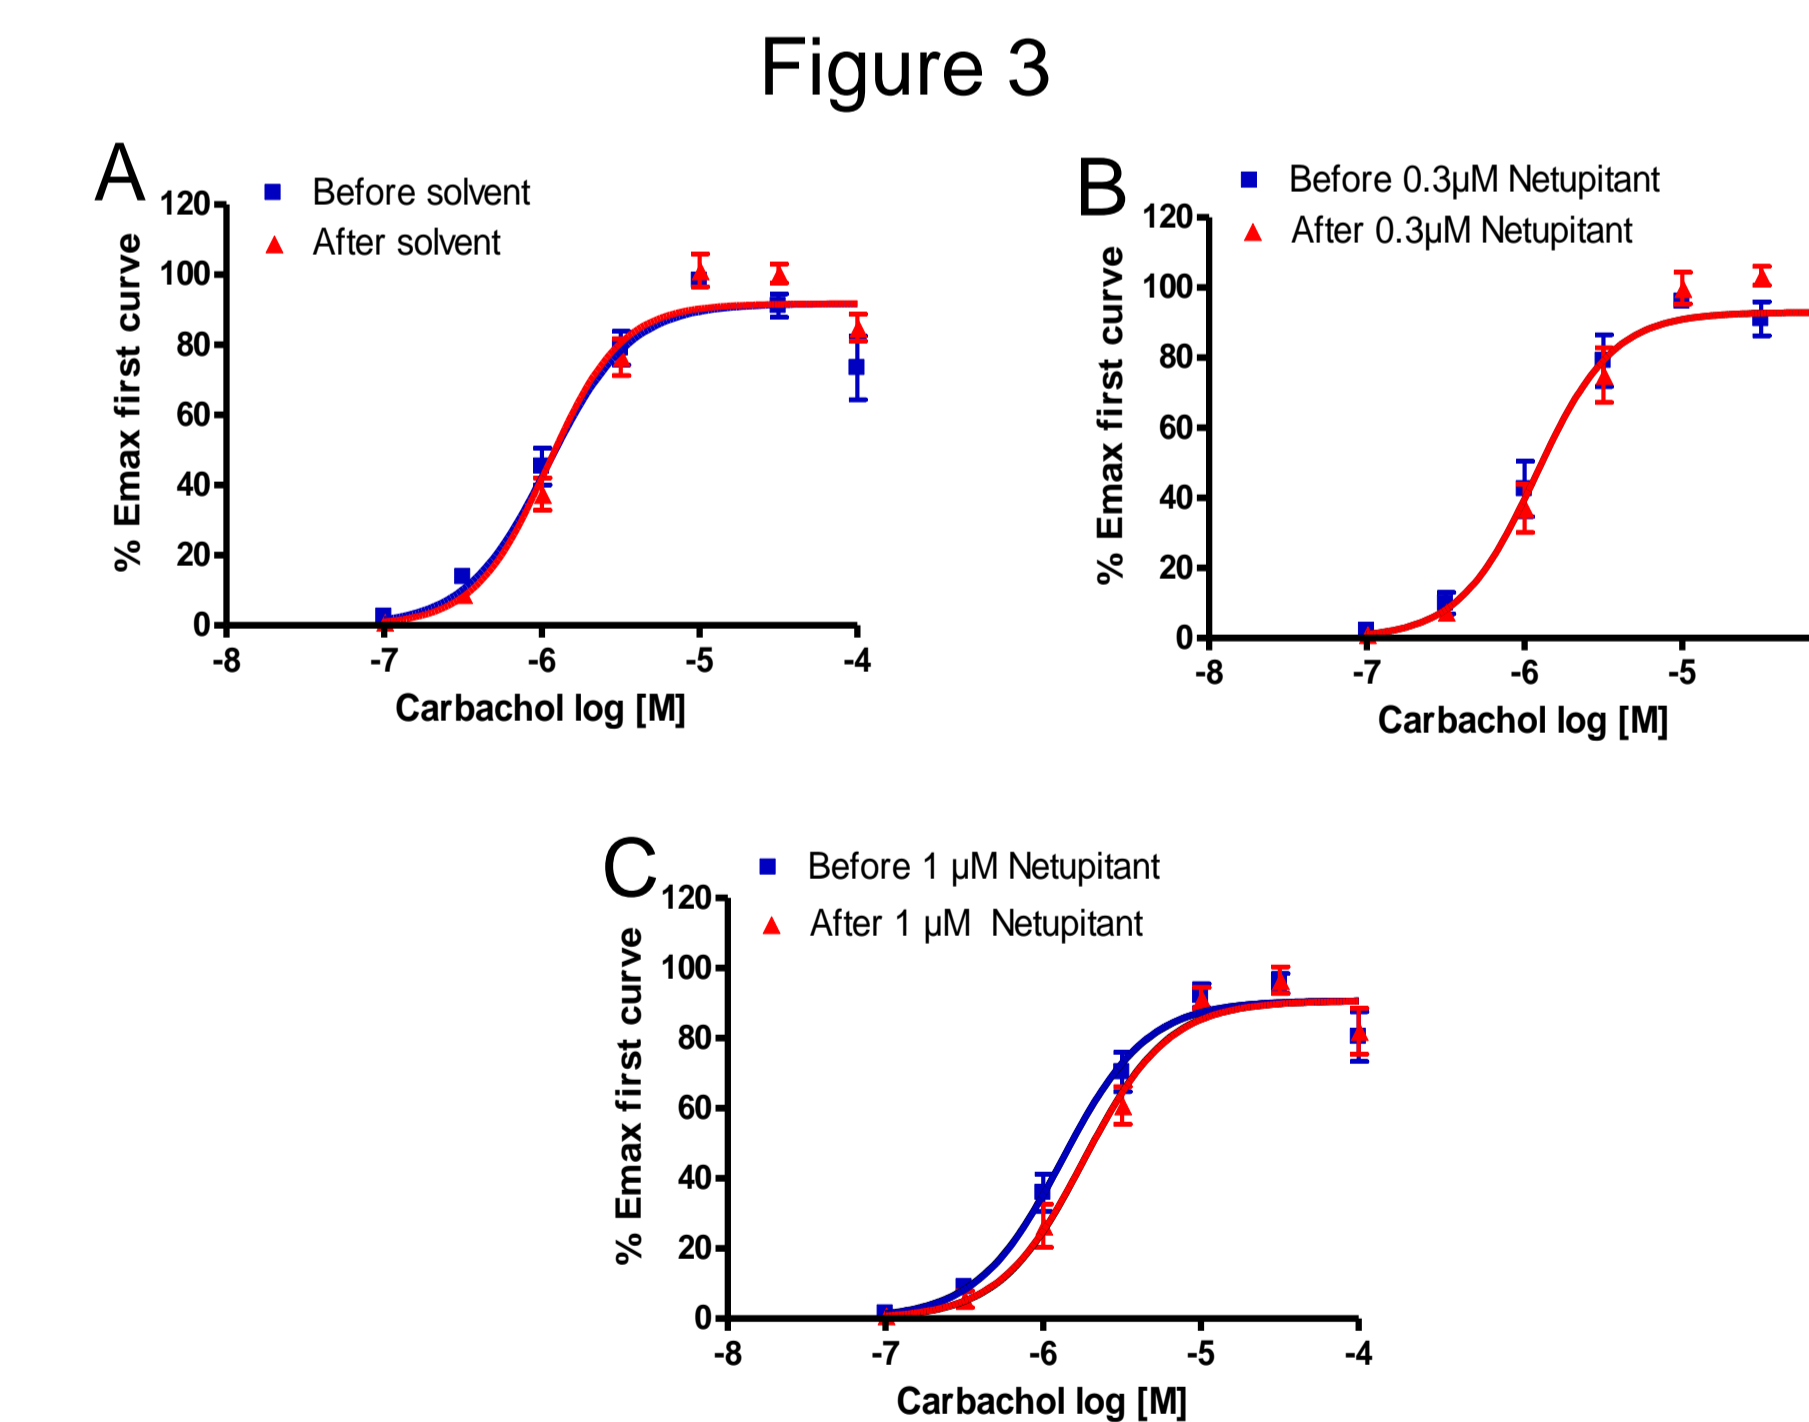 Figure 3
A
Before solvent
After solvent
% Emax first curve
120
100
80
60
40
20
0
-8 -7 -6 -5 -4
Carbachol log [M]
B
Before 0.3µM Netupitant
After 0.3µM Netupitant
% Emax first curve
120
100
80
60
40
20
0
-8 -7 -6 -5
Carbachol log [M]
C
Before 1 µM Netupitant
After 1 µM Netupitant
% Emax first curve
120
100
80
60
40
20
0
-8 -7 -6 -5 -4
Carbachol log [M]